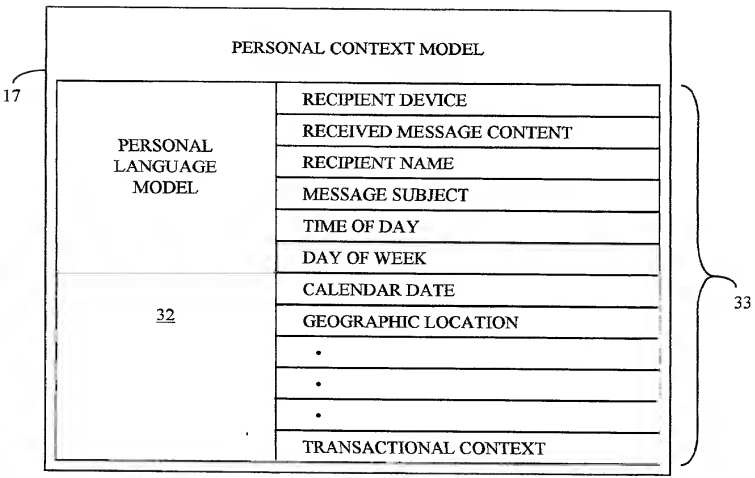 PERSONAL CONTEXT MODEL
17
PERSONAL
LANGUAGE
MODEL
32
RECIPIENT DEVICE
RECEIVED MESSAGE CONTENT
RECIPIENT NAME
MESSAGE SUBJECT
TIME OF DAY
DAY OF WEEK
CALENDAR DATE
GEOGRAPHIC LOCATION
•
•
•
TRANSACTIONAL CONTEXT
33